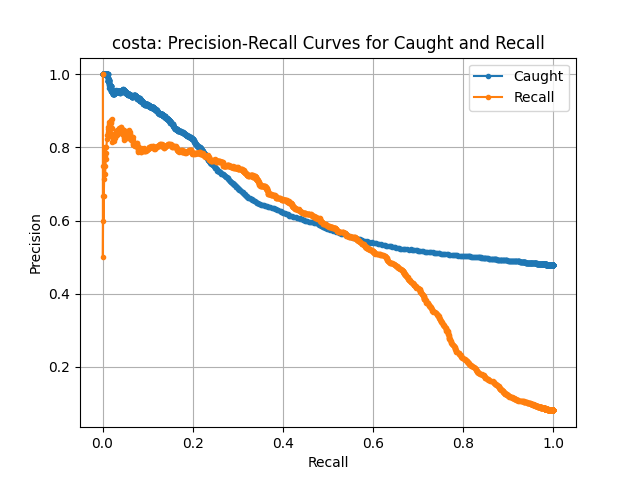 costa: Precision-Recall Curves for Caught and Recall
Caught
Recall
1.0
0.8
0.6
0.4
0.2
Precision
0.0 0.2 0.4 0.6 0.8 1.0
Recall